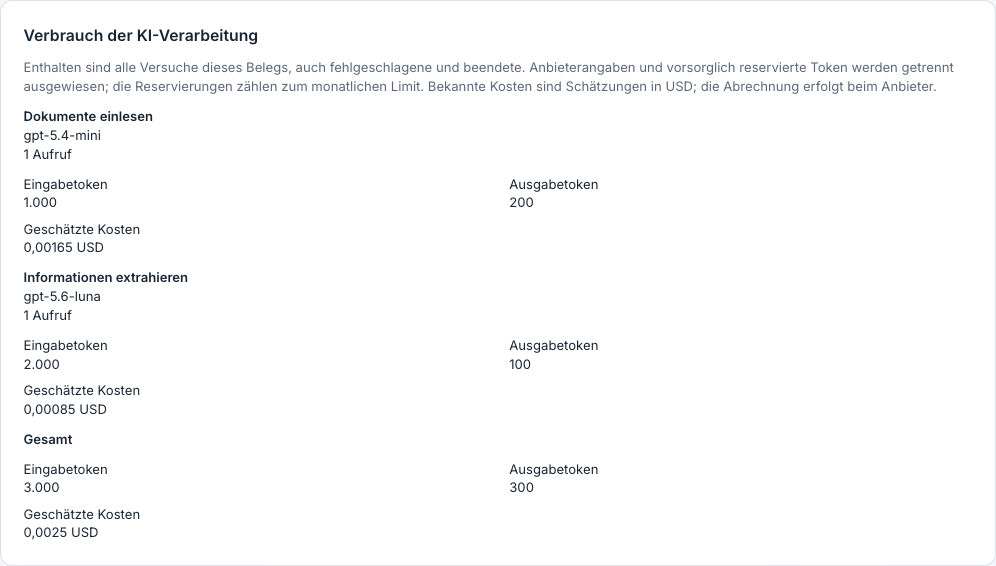 Verbrauch der KI-Verarbeitung
Enthalten sind alle Versuche dieses Belegs, auch fehlgeschlagene und beendete. Anbieterangaben und vorsorglich reservierte Token werden getrennt
ausgewiesen; die Reservierungen zählen zum monatlichen Limit. Bekannte Kosten sind Schätzungen in USD; die Abrechnung erfolgt beim Anbieter.
Dokumente einlesen
gpt-5.4-mini
1 Aufruf
Eingabetoken
1.000
Ausgabetoken
200
Geschätzte Kosten
0,00165 USD
Informationen extrahieren
gpt-5.6-luna
1 Aufruf
Eingabetoken
2.000
Ausgabetoken
100
Geschätzte Kosten
0,00085 USD
Gesamt
Eingabetoken
3.000
Ausgabetoken
300
Geschätzte Kosten
0,0025 USD